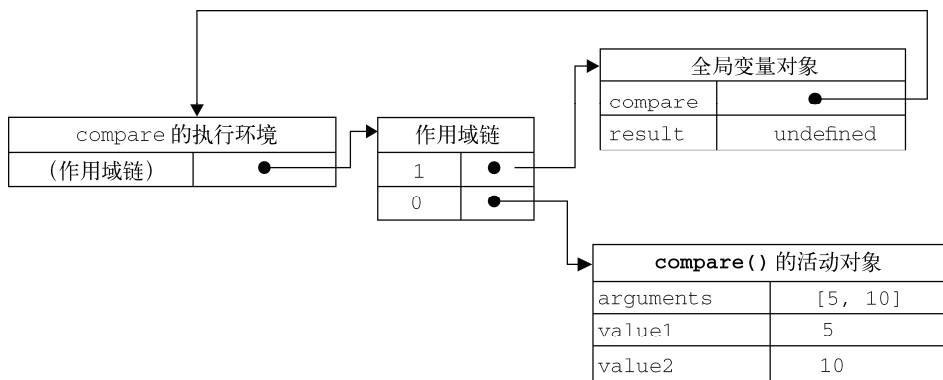 全局变量对象
compare
result undefined
compare 的执行环境
(作用域链)
作用域链
1
0
compare() 的活动对象
arguments [5, 10]
value1 5
value2 10